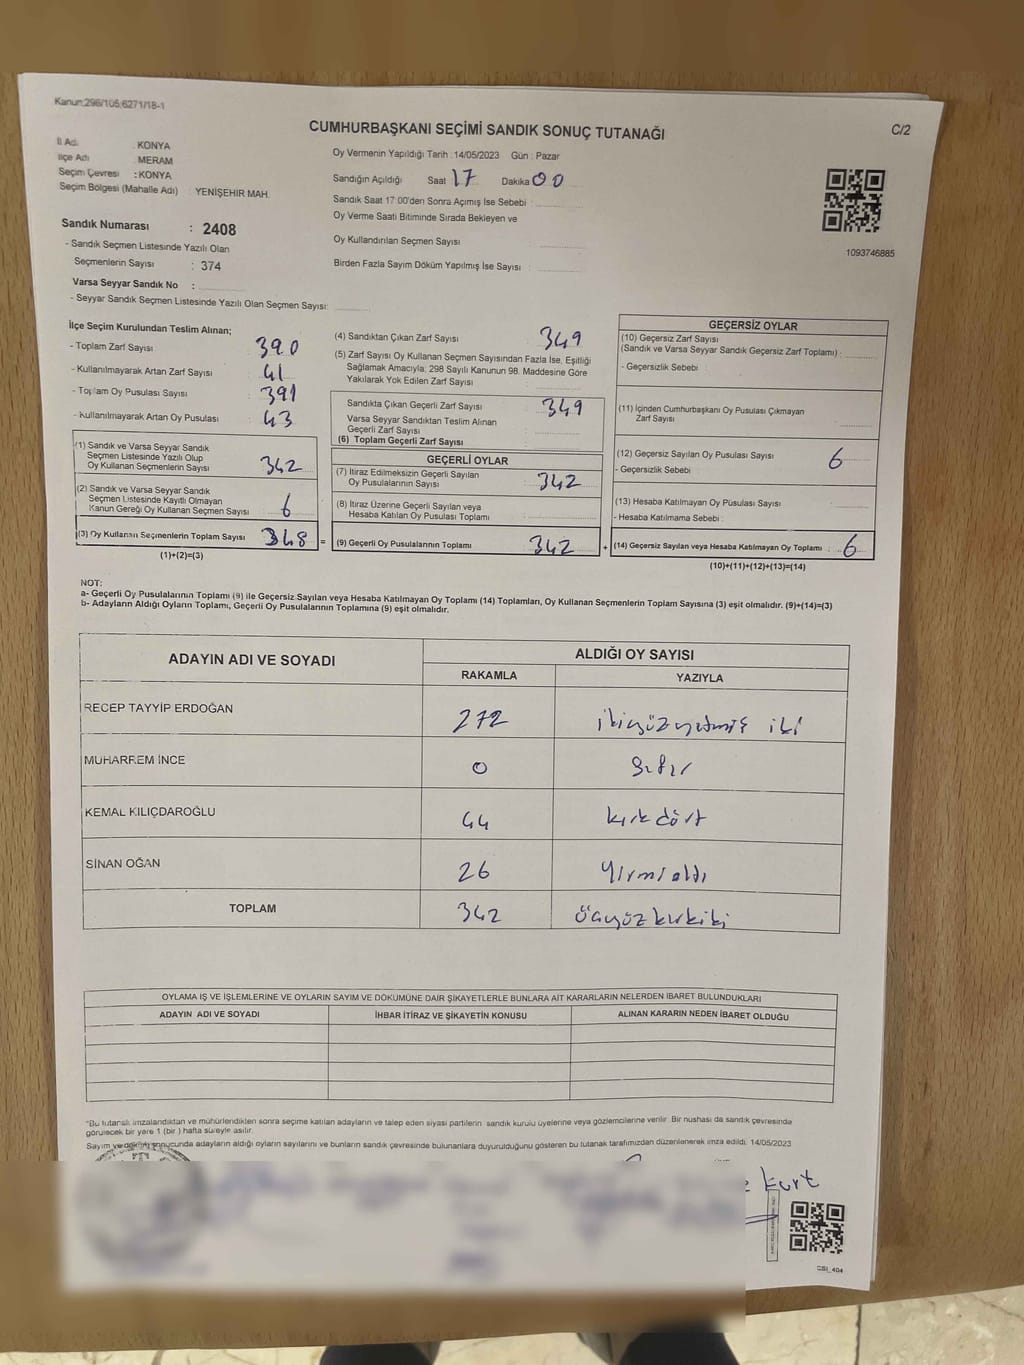 Kanun:298/105;6271/18-1
CUMHURBAŞKANI SEÇİMİ SANDIK SONUÇ TUTANAĞI
C/2
İl Adı : KONYA
İlçe Adı : MERAM
Seçim Çevresi : KONYA
Seçim Bölgesi (Mahalle Adı) : YENİŞEHİR MAH.
Oy Vermenin Yapıldığı Tarih : 14/05/2023 Gün : Pazar
Sandığın Açıldığı Saat 17 Dakika 00
Sandık Saat 17:00'den Sonra Açımış İse Sebebi :
Oy Verme Saati Bitiminde Sırada Bekleyen ve
Oy Kullandırılan Seçmen Sayısı
Birden Fazla Sayım Döküm Yapılmış İse Sayısı :
1093746885
Sandık Numarası : 2408
- Sandık Seçmen Listesinde Yazılı Olan
Seçmenlerin Sayısı : 374
Varsa Seyyar Sandık No :
- Seyyar Sandık Seçmen Listesinde Yazılı Olan Seçmen Sayısı:
İlçe Seçim Kurulundan Teslim Alınan;
- Toplam Zarf Sayısı 390
- Kullanılmayarak Artan Zarf Sayısı 41
- Toplam Oy Pusulası Sayısı 391
- Kullanılmayarak Artan Oy Pusulası 43
(1) Sandık ve Varsa Seyyar Sandık
Seçmen Listesinde Yazılı Olup
Oy Kullanan Seçmenlerin Sayısı 342
(2) Sandık ve Varsa Seyyar Sandık
Seçmen Listesinde Kayıtlı Olmayan
Kanun Gereği Oy Kullanan Seçmen Sayısı 6
(3) Oy Kullanan Seçmenlerin Toplam Sayısı 348 =
(1)+(2)=(3)
(4) Sandıktan Çıkan Zarf Sayısı 349
(5) Zarf Sayısı Oy Kullanan Seçmen Sayısından Fazla İse, Eşitliği
Sağlamak Amacıyla; 298 Sayılı Kanunun 98. Maddesine Göre
Yakılarak Yok Edilen Zarf Sayısı
Sandıkta Çıkan Geçerli Zarf Sayısı 349
Varsa Seyyar Sandıktan Teslim Alınan
Geçerli Zarf Sayısı
(6) Toplam Geçerli Zarf Sayısı
GEÇERLİ OYLAR
(7) İtiraz Edilmeksizin Geçerli Sayılan
Oy Pusulalarının Sayısı 342
(8) İtiraz Üzerine Geçerli Sayılan veya
Hesaba Katılan Oy Pusulası Toplamı
(9) Geçerli Oy Pusulalarının Toplamı 342 +
GEÇERSİZ OYLAR
(10) Geçersiz Zarf Sayısı
(Sandık ve Varsa Seyyar Sandık Geçersiz Zarf Toplamı) :
- Geçersizlik Sebebi :
(11) İçinden Cumhurbaşkanı Oy Pusulası Çıkmayan
Zarf Sayısı
(12) Geçersiz Sayılan Oy Pusulası Sayısı 6
- Geçersizlik Sebebi
(13) Hesaba Katılmayan Oy Pusulası Sayısı
- Hesaba Katılmama Sebebi :
(14) Geçersiz Sayılan veya Hesaba Katılmayan Oy Toplamı : 6
(10)+(11)+(12)+(13)=(14)
NOT:
a- Geçerli Oy Pusulalarının Toplamı (9) ile Geçersiz Sayılan veya Hesaba Katılmayan Oy Toplamı (14) Toplamları, Oy Kullanan Seçmenlerin Toplam Sayısına (3) eşit olmalıdır. (9)+(14)=(3)
b- Adayların Aldığı Oyların Toplamı, Geçerli Oy Pusulalarının Toplamına (9) eşit olmalıdır.
ADAYIN ADI VE SOYADI
ALDIĞI OY SAYISI
RAKAMLA YAZIYLA
RECEP TAYYİP ERDOĞAN 272 ikiyüzyetmiş iki
MUHARREM İNCE 0 Sıfır
KEMAL KILIÇDAROĞLU 44 kırk dört
SİNAN OĞAN 26 Yirmi altı
TOPLAM 342 Üçyüzkırkiki
OYLAMA İŞ VE İŞLEMLERİNE VE OYLARIN SAYIM VE DÖKÜMÜNE DAİR ŞİKAYETLERLE BUNLARA AİT KARARLARIN NELERDEN İBARET BULUNDUKLARI
ADAYIN ADI VE SOYADI İHBAR İTİRAZ VE ŞİKAYETİN KONUSU ALINAN KARARIN NEDEN İBARET OLDUĞU
*Bu tutanak imzalandıktan ve mühürlendikten sonra seçime katılan adayların ve talep eden siyasi partilerin sandık kurulu üyelerine veya gözlemcilerine verilir. Bir nushası da sandık çevresinde
görülecek bir yere 1 (bir ) hafta süreyle asılır.
Sayım ve döküm sonucunda adayların aldığı oyların sayılarını ve bunların sandık çevresinde bulunanlara duyurulduğunu gösteren bu tutanak tarafımızdan düzenlenerek imza edildi. 14/05/2023
kurt
CSI_404